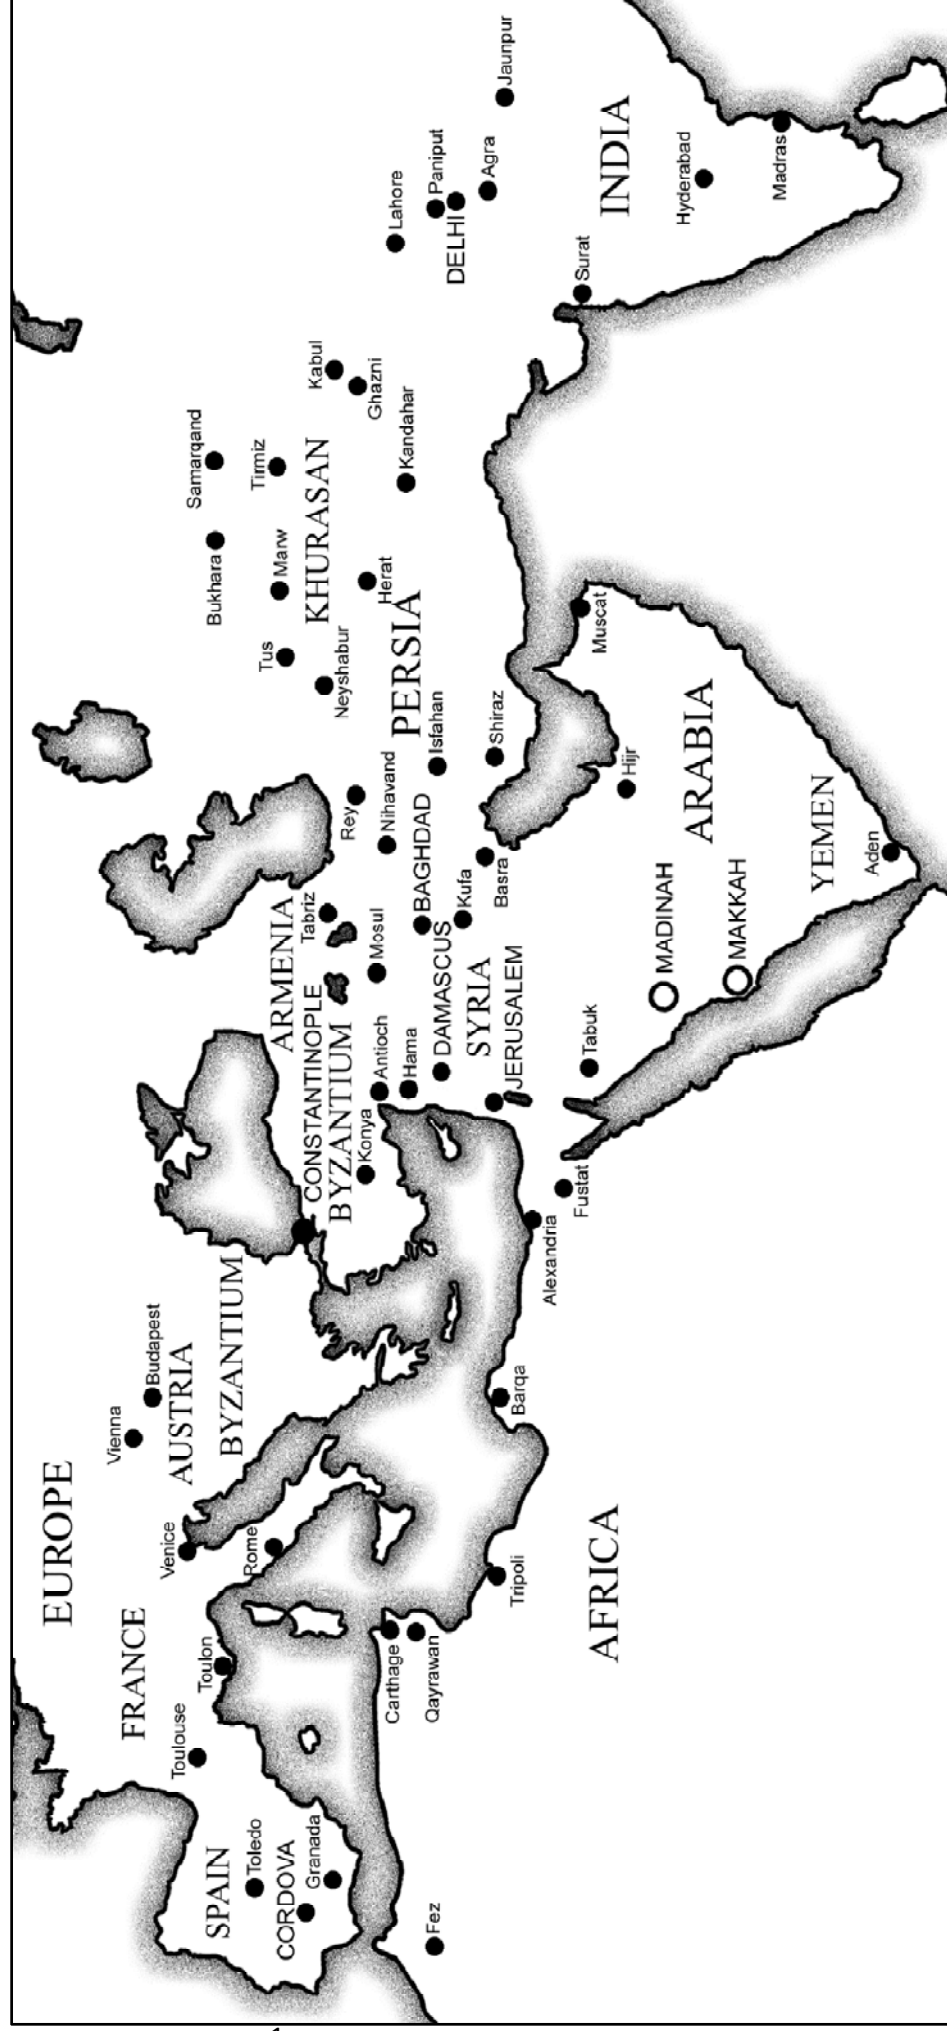 EUROPE
FRANCE
Toulouse
Toulon
SPAIN
Toledo
CORDOVA
Granada
Fez
Venice
Rome
Vienna
Budapest
AUSTRIA
BYZANTIUM
Carthage
Qayrawan
Tripoli
AFRICA
Barqa
Alexandria
Fustat
CONSTANTINOPLE
BYZANTIUM
Konya
Antioch
Hama
DAMASCUS
SYRIA
JERUSALEM
Tabuk
ARMENIA
Tabriz
Mosul
BAGHDAD
Kufa
Basra
MADINAH
MAKKAH
ARABIA
YEMEN
Aden
Hijr
Muscat
Rey
Nihavand
Isfahan
Shiraz
PERSIA
Tus
Neyshabur
Marw
Herat
KHURASAN
Bukhara
Samarqand
Tirmiz
Kabul
Ghazni
Kandahar
Lahore
Paniput
DELHI
Agra
Jaunpur
INDIA
Surat
Hyderabad
Madras